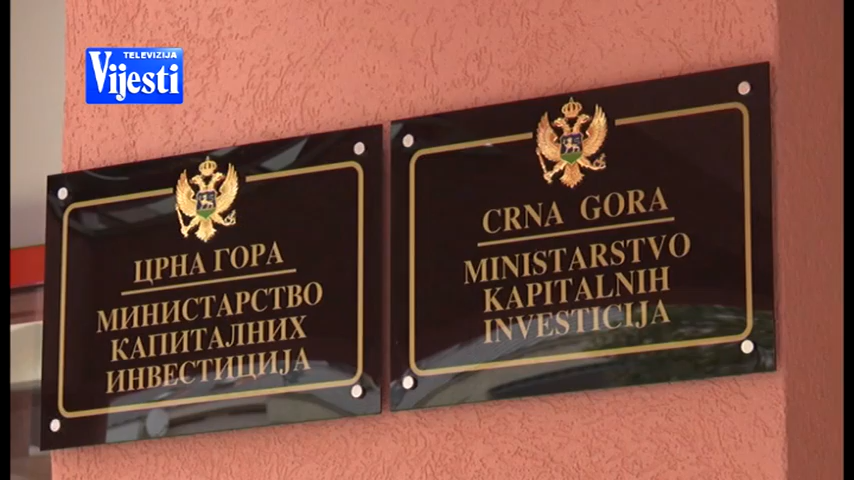 TELEVIZIJA
Vijesti
ЦРНА ГОРА
МИНИСТАРСТВО
КАПИТАЛНИХ
ИНВЕСТИЦИЈА
CRNA GORA
MINISTARSTVO
KAPITALNIH
INVESTICIJA